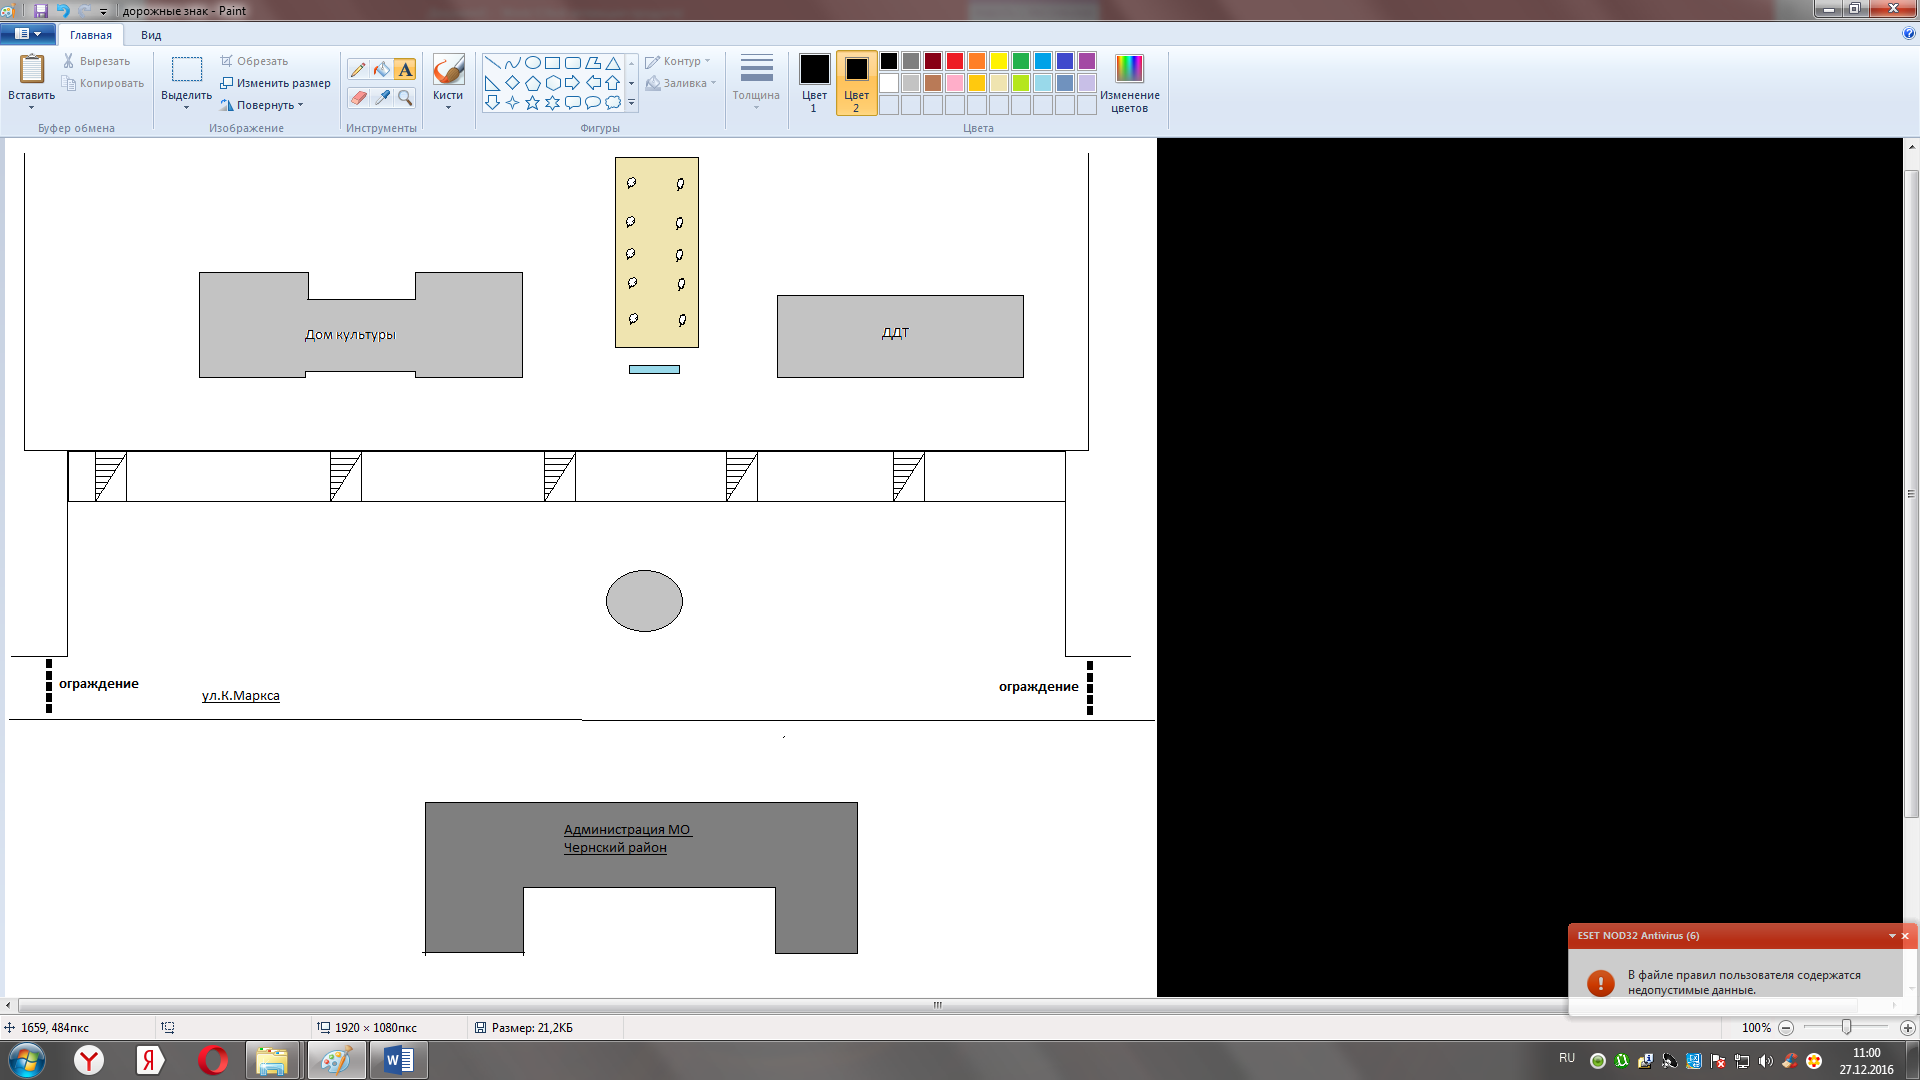 дорожные знак - Paint
Главная
Вид
Вставить
Вырезать
Копировать
Буфер обмена
Выделить
Обрезать
Изменить размер
Повернуть
Изображение
A
Инструменты
Кисти
Фигуры
Контур
Заливка
Толщина
Цвет
1
Цвет
2
Изменение
цветов
Цвета
Дом культуры
ДДТ
ограждение
ул.К.Маркса
ограждение
Администрация МО
Чернский район
ESET NOD32 Antivirus (6)
В файле правил пользователя содержатся
недопустимые данные.
1659, 484пкс
1920 × 1080пкс
Размер: 21,2КБ
100%
RU
11:00
27.12.2016